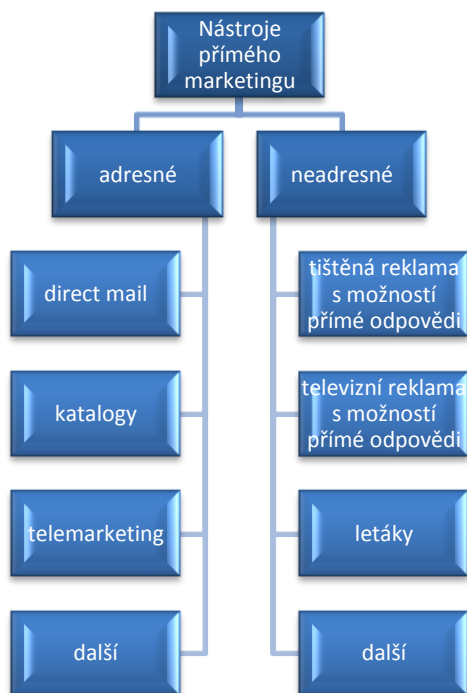 Nástroje
přímého
marketingu
adresné
neadresné
direct mail
tištěná reklama
s možností
přímé odpovědi
katalogy
televizní reklama
s možností
přímé odpovědi
telemarketing
letáky
další
další